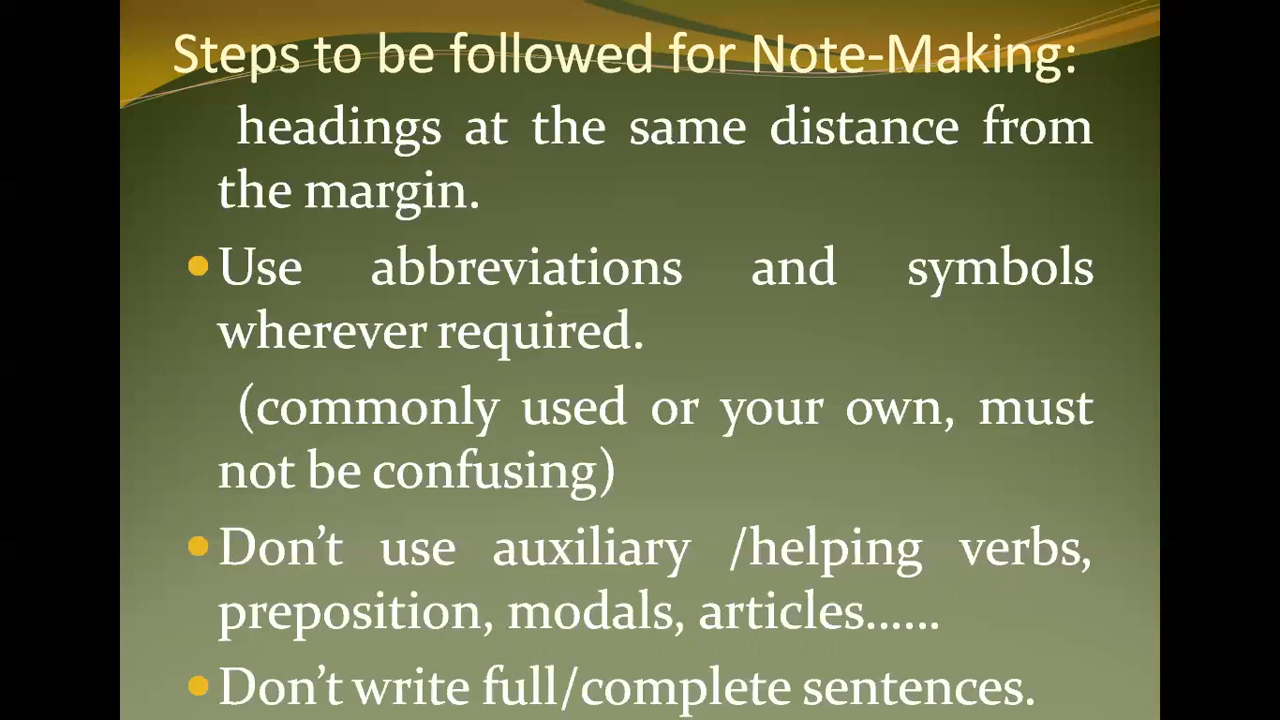 Steps to be followed for Note-Making:
headings at the same distance from
the margin.
Use abbreviations and symbols
wherever required.
(commonly used or your own, must
not be confusing)
Don’t use auxiliary /helping verbs,
preposition, modals, articles......
Don’t write full/complete sentences.